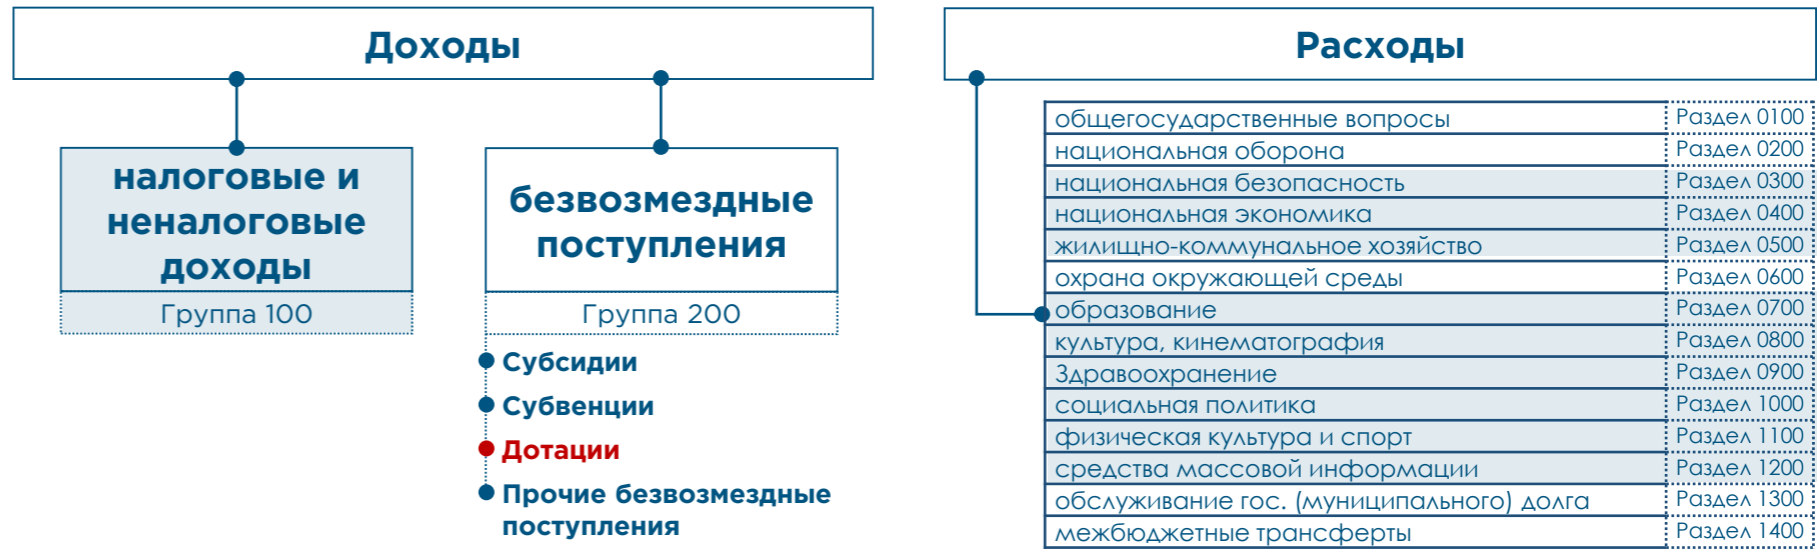 Доходы
налоговые и
неналоговые
доходы
Группа 100
безвозмездные
поступления
Группа 200
Субсидии
Субвенции
Дотации
Прочие безвозмездные
поступления
Расходы
общегосударственные вопросы Раздел 0100
национальная оборона Раздел 0200
национальная безопасность Раздел 0300
национальная экономика Раздел 0400
жилищно-коммунальное хозяйство Раздел 0500
охрана окружающей среды Раздел 0600
образование Раздел 0700
культура, кинематография Раздел 0800
Здравоохранение Раздел 0900
социальная политика Раздел 1000
физическая культура и спорт Раздел 1100
средства массовой информации Раздел 1200
обслуживание гос. (муниципального) долга Раздел 1300
межбюджетные трансферты Раздел 1400